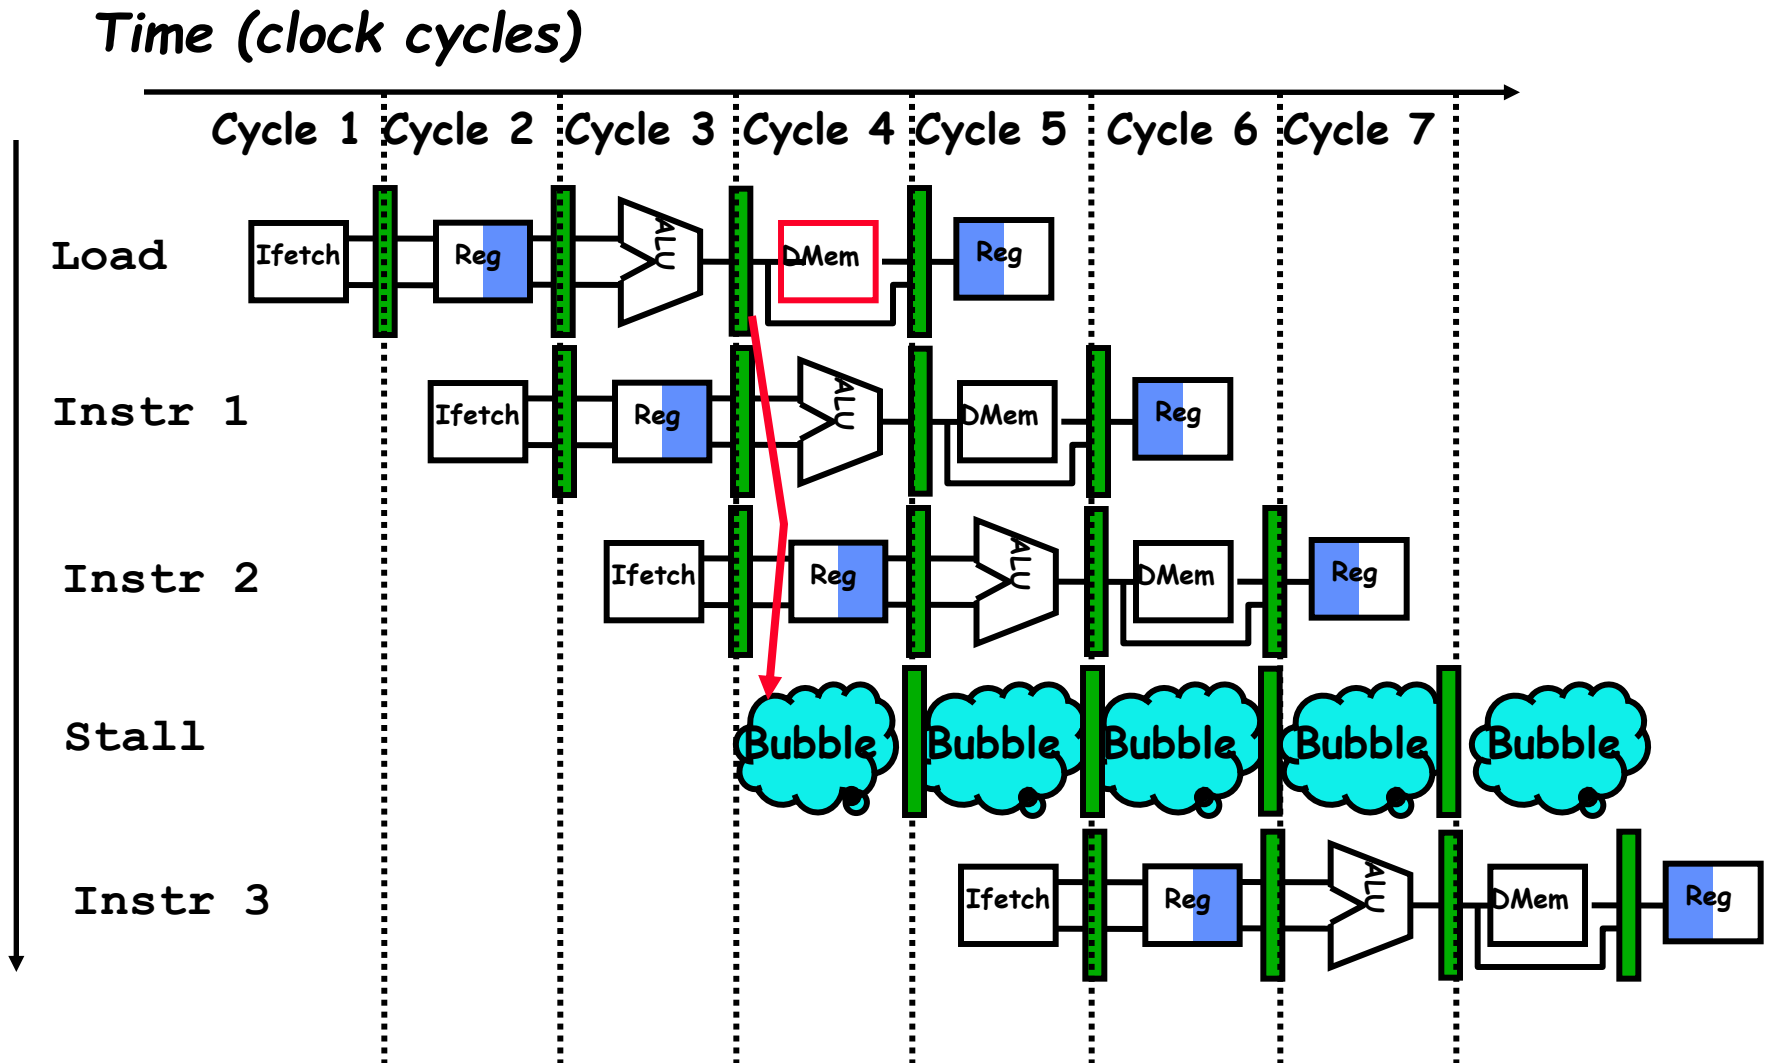 Time (clock cycles)
Cycle 1 Cycle 2 Cycle 3 Cycle 4 Cycle 5 Cycle 6 Cycle 7
Load Ifetch Reg ALU DMem Reg
Instr 1 Ifetch Reg ALU DMem Reg
Instr 2 Ifetch Reg ALU DMem Reg
Stall Bubble Bubble Bubble Bubble Bubble
Instr 3 Ifetch Reg ALU DMem Reg